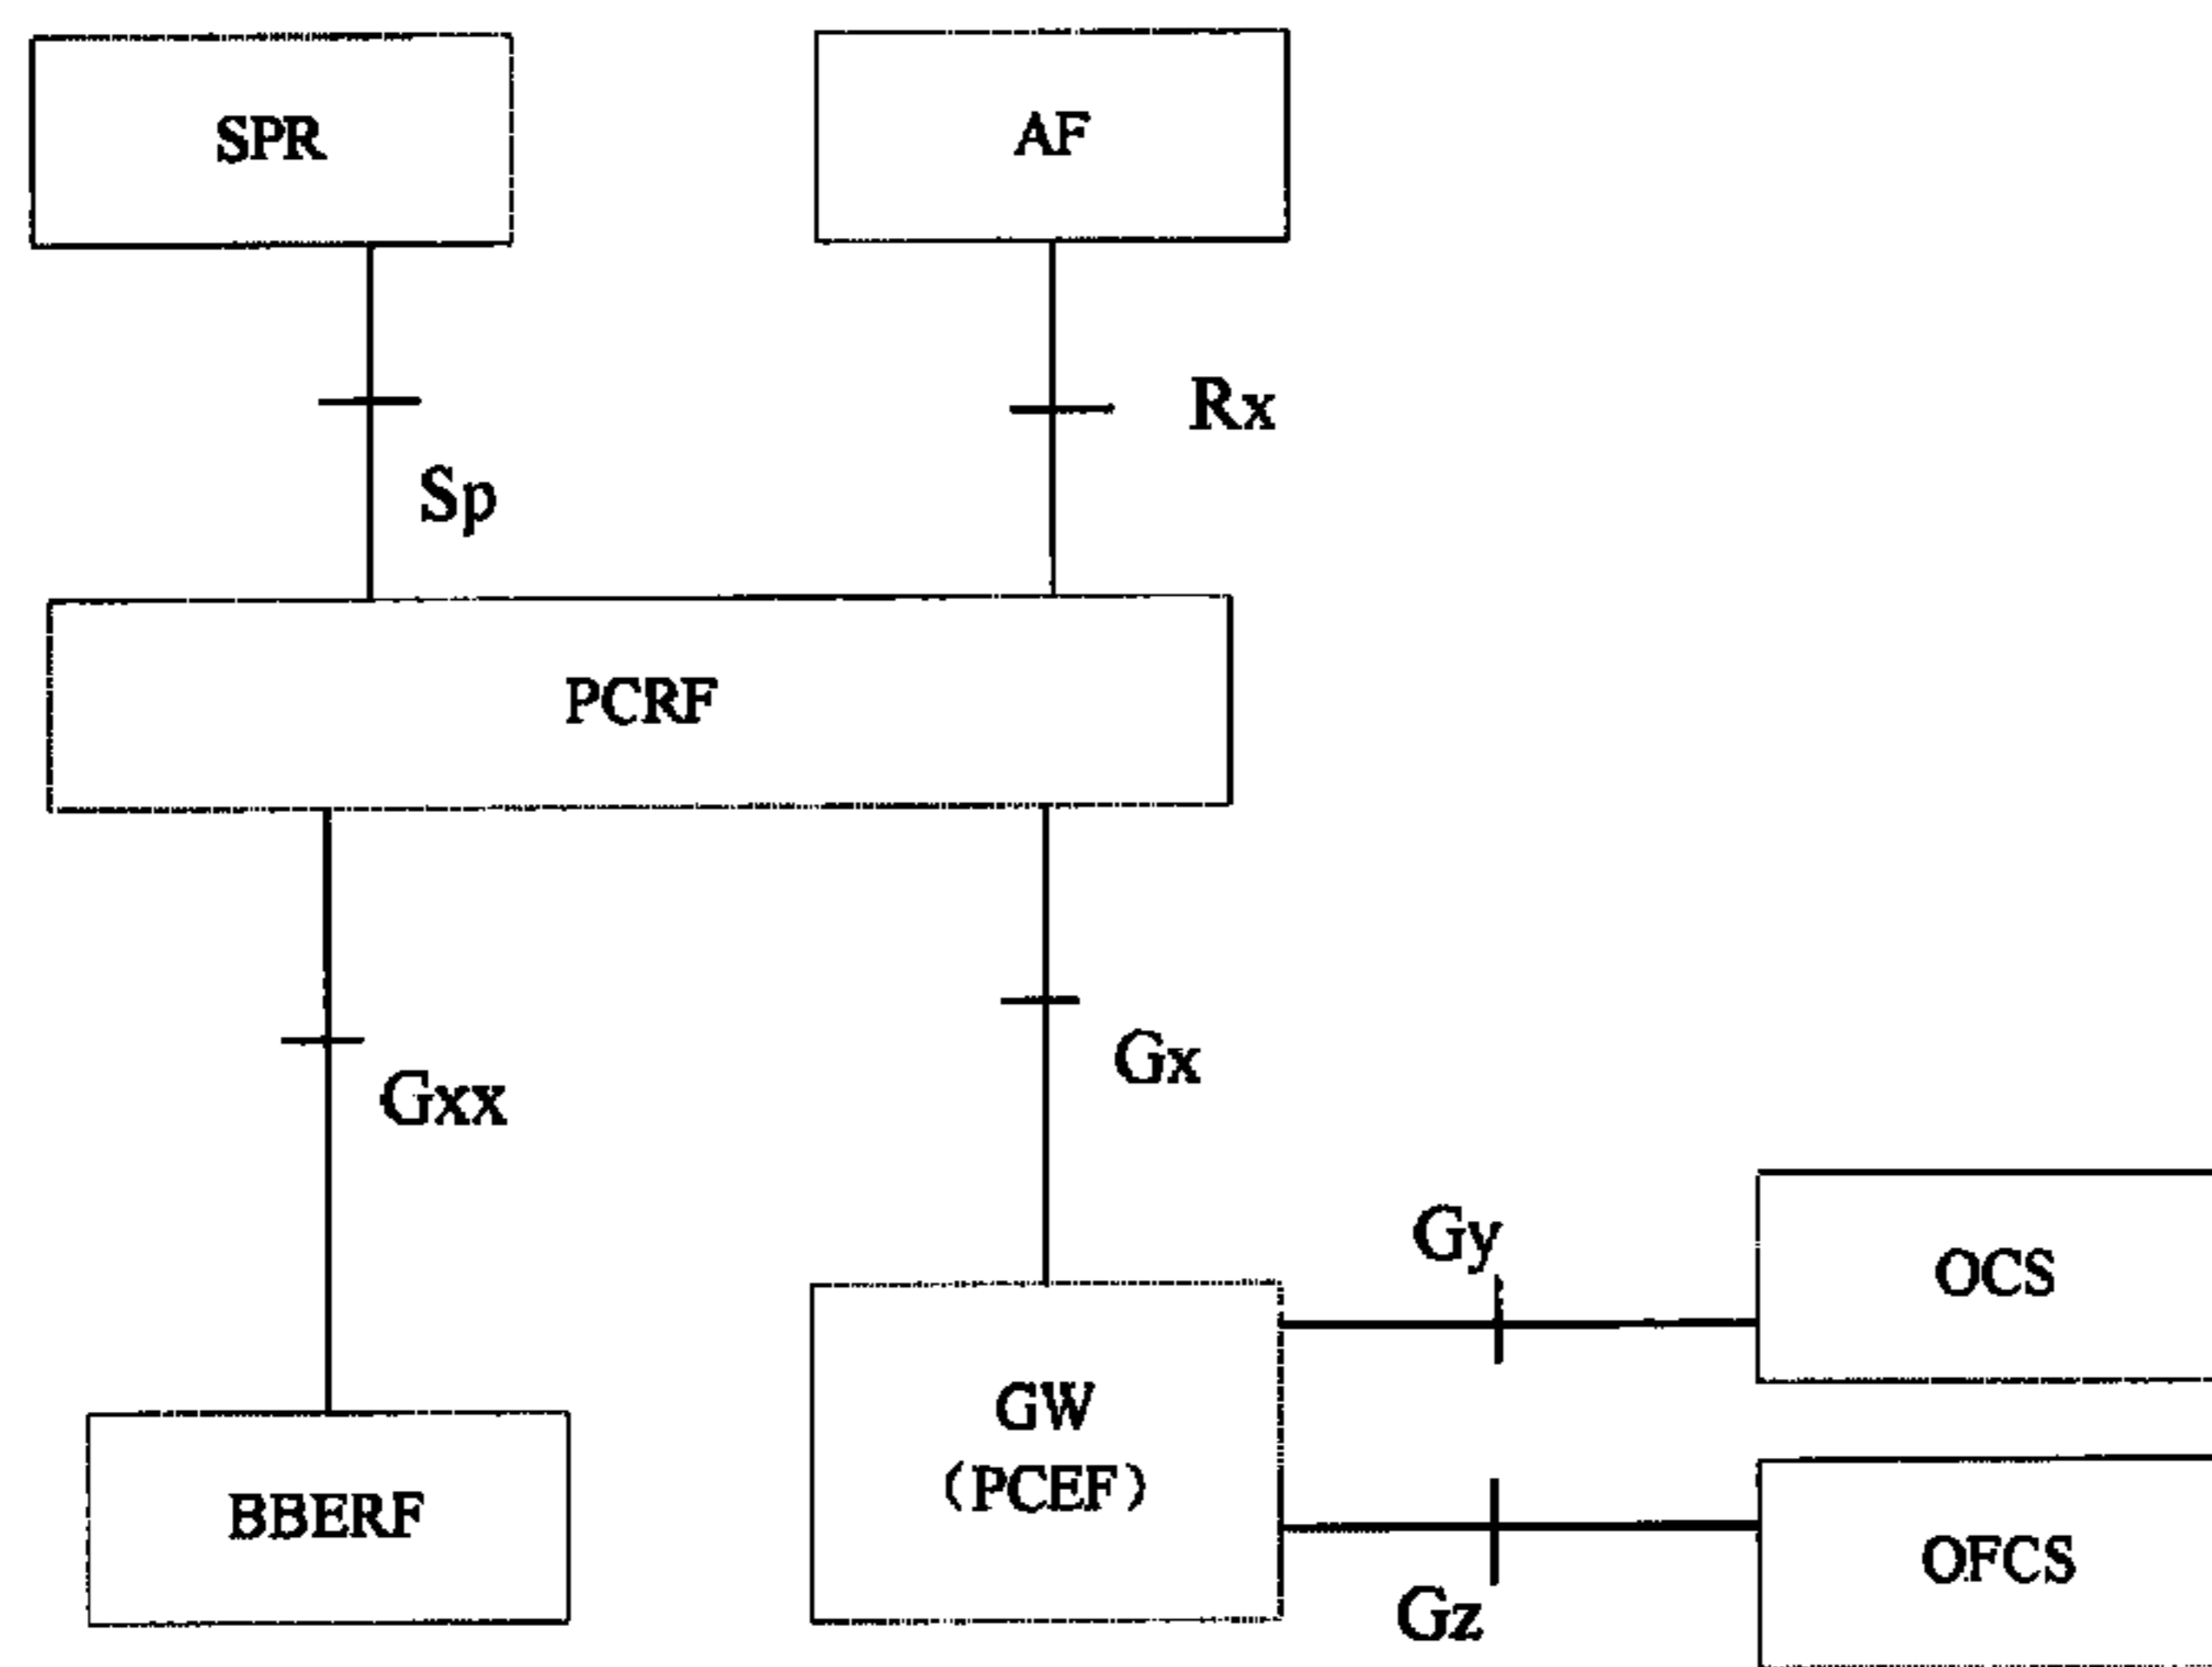 SPR
AF
Rx
Sp
PCRF
Gx
Gxx
Gy
OCS
GW
（PCEF）
BBERF
OFCS
Gz